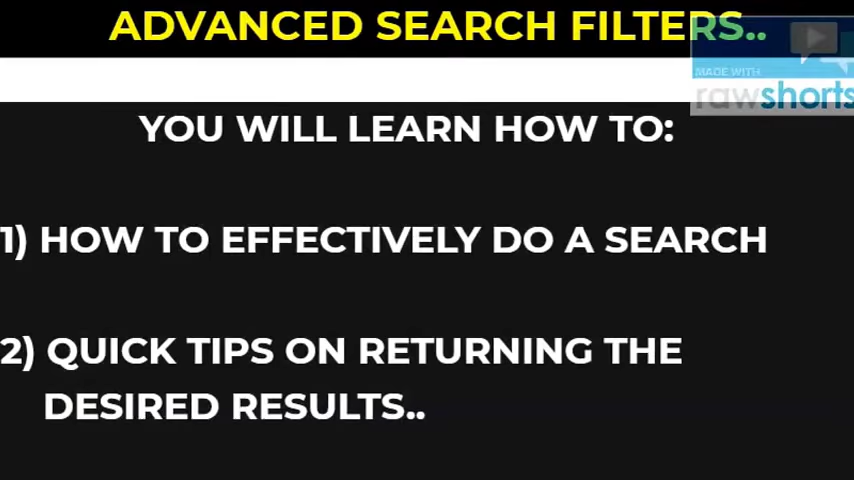 ADVANCED SEARCH FILTERS..
MADE WITH
rawshorts
YOU WILL LEARN HOW TO:
1) HOW TO EFFECTIVELY DO A SEARCH
2) QUICK TIPS ON RETURNING THE
DESIRED RESULTS..